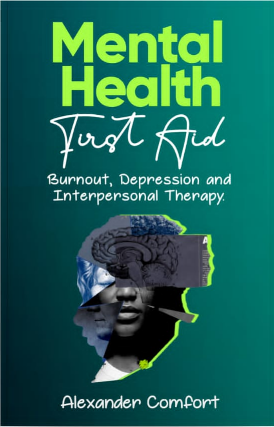 Mental
Health
First Aid
Burnout, Depression and
Interpersonal Therapy.
Alexander Comfort